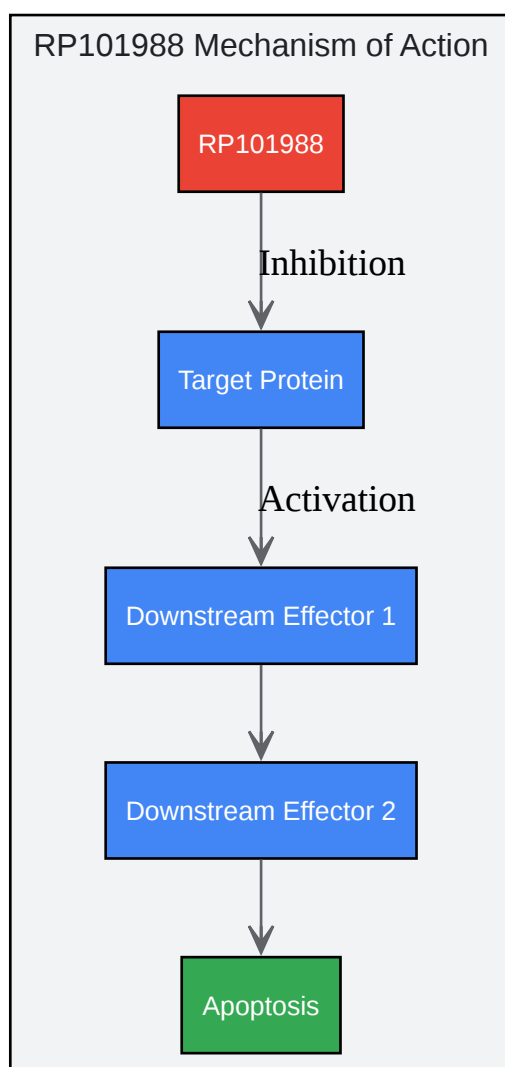 RP101988 Mechanism of Action
RP101988
Inhibition
Target Protein
Activation
Downstream Effector 1
Downstream Effector 2
Apoptosis